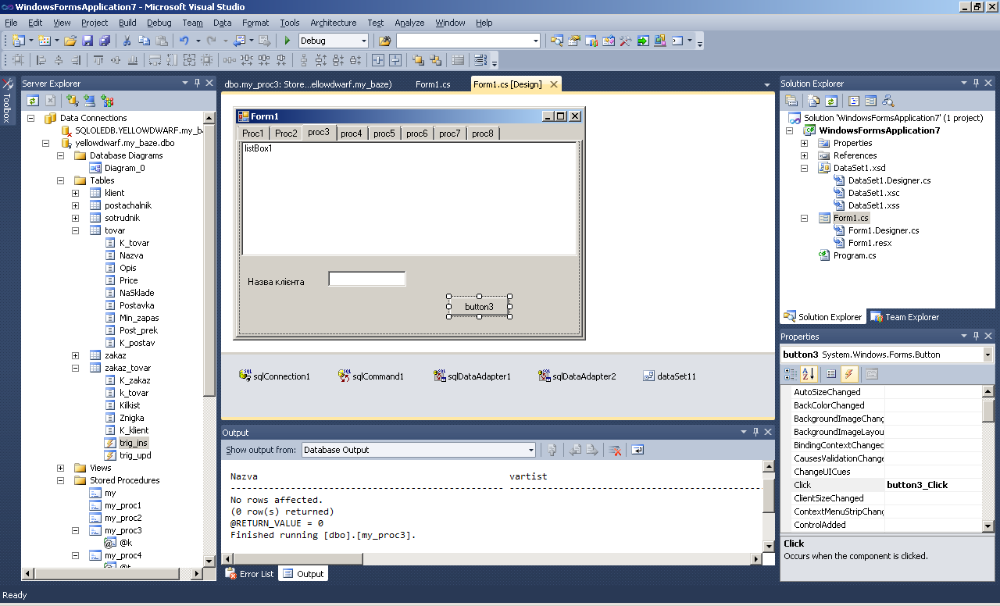 WindowsFormsApplication7 - Microsoft Visual Studio
File Edit View Project Build Debug Team Data Format Tools Architecture Test Analyze Window Help
Debug
Toolbox
Server Explorer
Data Connections
SQLOLEDB.YELLOWDWARF.my_b
yellowdwarf.my_baze.dbo
Database Diagrams
Diagram_0
Tables
klient
postachalnik
sotrudnik
tovar
K_tovar
Nazva
Opis
Price
NaSklade
Postavka
Min_zapas
Post_prek
K_postav
zakaz
zakaz_tovar
K_zakaz
k_tovar
Kilkist
Znigka
K_klient
trig_ins
trig_upd
Views
Stored Procedures
my
my_proc1
my_proc2
my_proc3
@k
my_proc4
@t
dbo.my_proc3: Store...ellowdwarf.my_baze) Form1.cs Form1.cs [Design]
Form1
Proc1 Proc2 proc3 proc4 proc5 proc6 proc7 proc8
listBox1
Назва клієнта
button3
sqlConnection1 sqlCommand1 sqlDataAdapter1 sqlDataAdapter2 dataSet11
Output
Show output from: Database Output
Nazva vartist
No rows affected.
(0 row(s) returned)
@RETURN_VALUE = 0
Finished running [dbo].[my_proc3].
Error List Output
Solution Explorer
Solution 'WindowsFormsApplication7' (1 project)
WindowsFormsApplication7
Properties
References
DataSet1.xsd
DataSet1.Designer.cs
DataSet1.xsc
DataSet1.xss
Form1.cs
Form1.Designer.cs
Form1.resx
Program.cs
Solution Explorer Team Explorer
Properties
button3 System.Windows.Forms.Button
AutoSizeChanged
BackColorChanged
BackgroundImageChang
BackgroundImageLayou
BindingContextChanged
CausesValidationChange
ChangeUICues
Click button3_Click
ClientSizeChanged
ContextMenuStripChang
ControlAdded
Click
Occurs when the component is clicked.
Ready